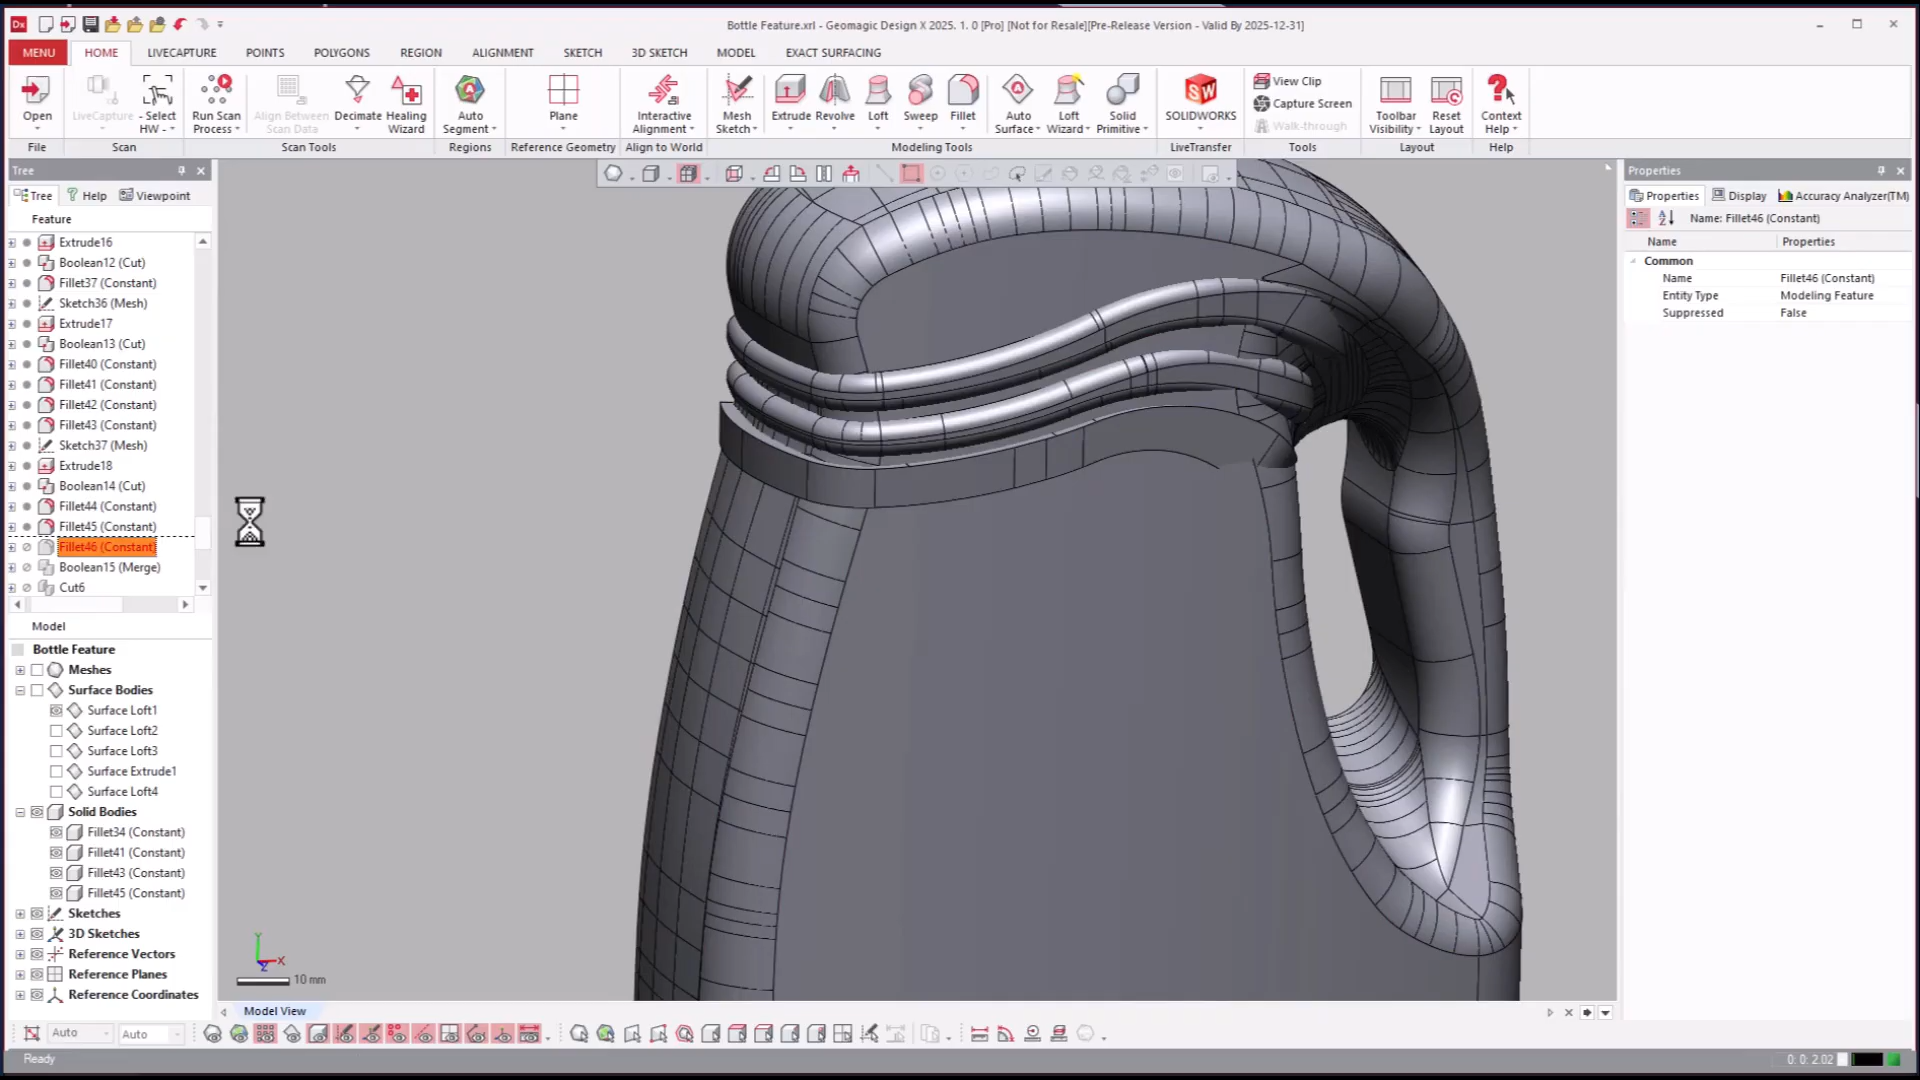 Bottle Feature.xrl - Geomagic Design X 2025. 1. 0 [Pro] [Not for Resale][Pre-Release Version - Valid By 2025-12-31]
MENU HOME LIVECAPTURE POINTS POLYGONS REGION ALIGNMENT SKETCH 3D SKETCH MODEL EXACT SURFACING
Open LiveCapture Select HW Run Scan Process Align Between Scan Data Decimate Healing Wizard Auto Segment Plane Interactive Alignment Mesh Sketch Extrude Revolve Loft Sweep Fillet Auto Surface Loft Wizard Solid Primitive SOLIDWORKS View Clip Capture Screen Walk-through Toolbar Visibility Reset Layout Context Help
File Scan Scan Tools Regions Reference Geometry Align to World Modeling Tools LiveTransfer Tools Layout Help
Tree
Tree Help Viewpoint
Feature
Extrude16
Boolean12 (Cut)
Fillet37 (Constant)
Sketch36 (Mesh)
Extrude17
Boolean13 (Cut)
Fillet40 (Constant)
Fillet41 (Constant)
Fillet42 (Constant)
Fillet43 (Constant)
Sketch37 (Mesh)
Extrude18
Boolean14 (Cut)
Fillet44 (Constant)
Fillet45 (Constant)
Fillet46 (Constant)
Boolean15 (Merge)
Cut6
Model
Bottle Feature
Meshes
Surface Bodies
Surface Loft1
Surface Loft2
Surface Loft3
Surface Extrude1
Surface Loft4
Solid Bodies
Fillet34 (Constant)
Fillet41 (Constant)
Fillet43 (Constant)
Fillet45 (Constant)
Sketches
3D Sketches
Reference Vectors
Reference Planes
Reference Coordinates
Y
X
Z
10 mm
Model View
Properties
Properties Display Accuracy Analyzer(TM)
Name: Fillet46 (Constant)
Name Properties
Common
Name Fillet46 (Constant)
Entity Type Modeling Feature
Suppressed False
Auto Auto
Ready
0: 0: 2.02